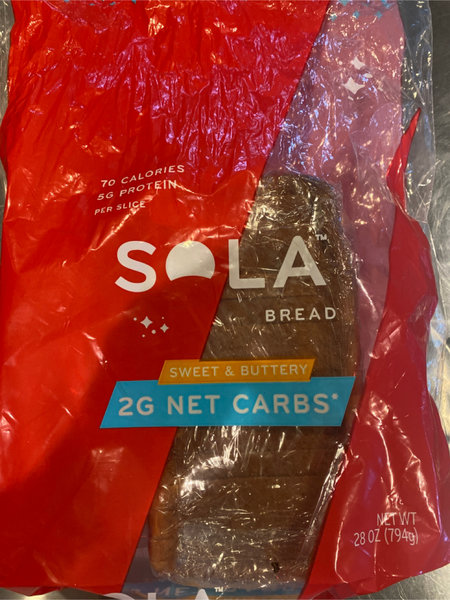 70 CALORIES
5G PROTEIN
PER SLICE
SOLA™
BREAD
SWEET & BUTTERY
2G NET CARBS*
NET WT
28 OZ (794g)